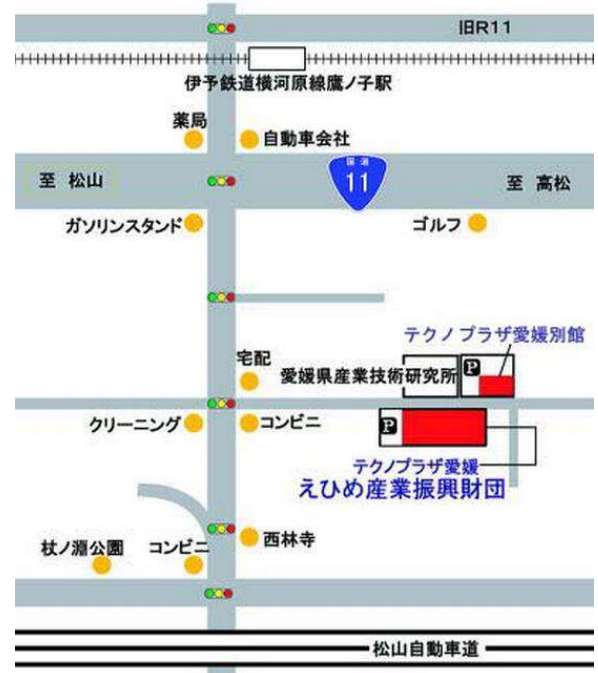 旧R11
伊予鉄道横河原線鷹ノ子駅
薬局
自動車会社
至 松山
国道
11
至 高松
ガソリンスタンド
ゴルフ
テクノプラザ愛媛別館
宅配
愛媛県産業技術研究所
P
クリーニング
コンビニ
P
テクノプラザ愛媛
えひめ産業振興財団
杖ノ淵公園
コンビニ
西林寺
松山自動車道